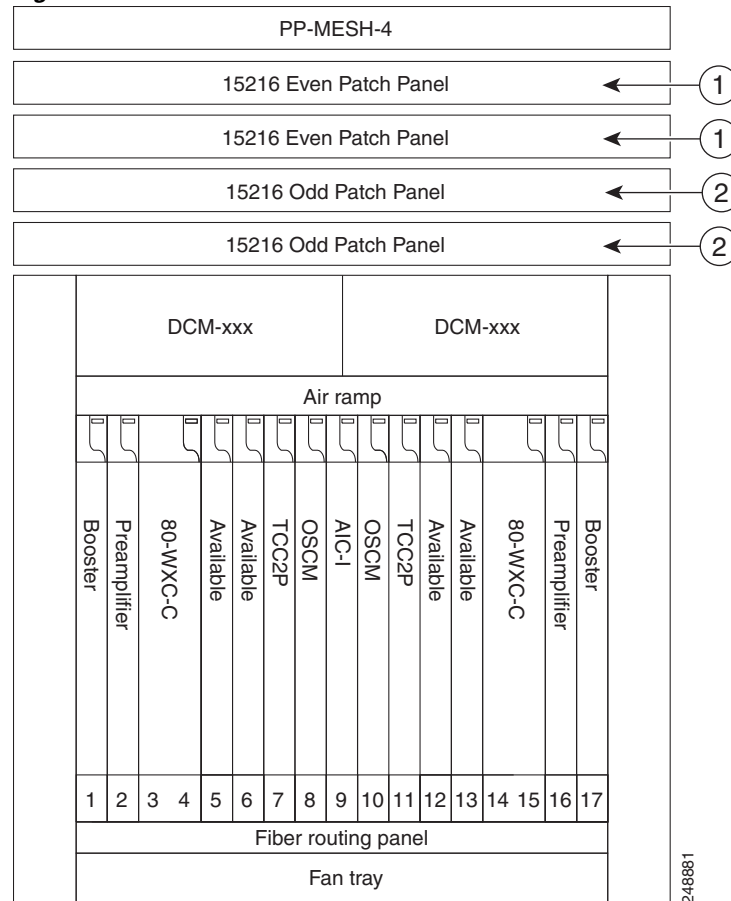 PP-MESH-4
15216 Even Patch Panel
1
15216 Even Patch Panel
1
15216 Odd Patch Panel
2
15216 Odd Patch Panel
2
DCM-xxx
DCM-xxx
Air ramp
Booster
Preamplifier
80-WXC-C
Available
Available
TCC2P
OSCM
AIC-I
OSCM
TCC2P
Available
Available
80-WXC-C
Preamplifier
Booster
1 2 3 4 5 6 7 8 9 10 11 12 13 14 15 16 17
Fiber routing panel
Fan tray
248881